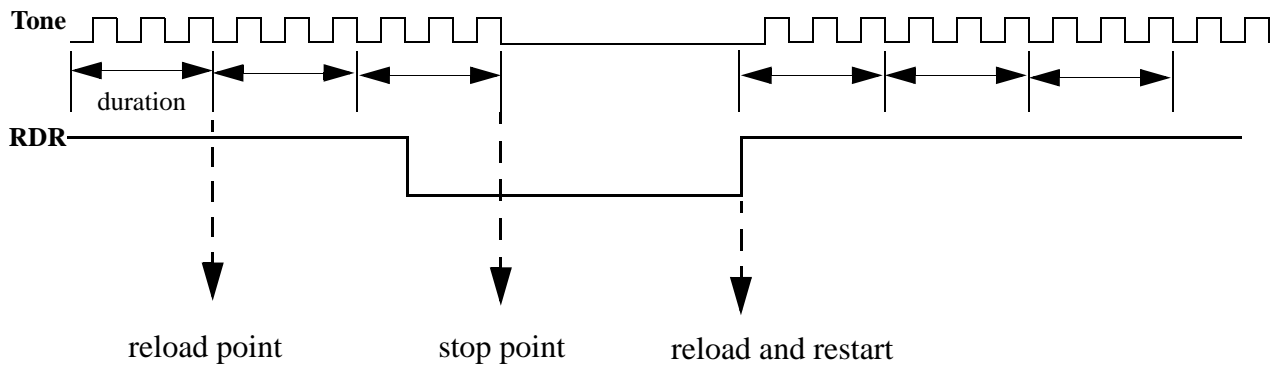 Tone
duration
RDR
reload point
stop point
reload and restart